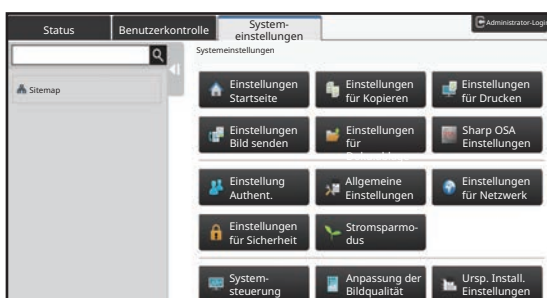 Status
Benutzerkontrolle
System-
einstellungen
Administrator-Login
Systemeinstellungen
Sitemap
Einstellungen
Startseite
Einstellungen
für Kopieren
Einstellungen
für Drucken
Einstellungen
Bild senden
Einstellungen
für
Sharp OSA
Einstellungen
Einstellung
Authent.
Allgemeine
Einstellungen
Einstellungen
für Netzwerk
Einstellungen
für Sicherheit
Stromsparmo-
dus
System-
steuerung
Anpassung der
Bildqualität
Ursp. Install.
Einstellungen